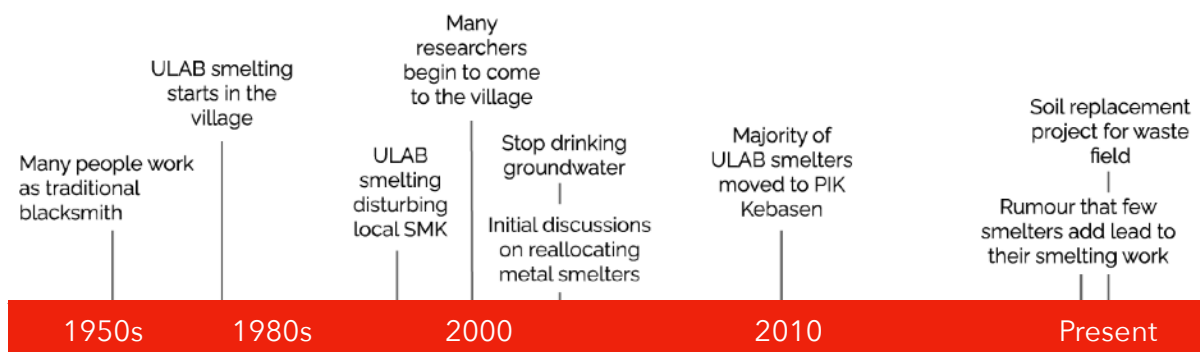 Many people work
as traditional
blacksmith
ULAB smelting
starts in the
village
ULAB
smelting
disturbing
local SMK
Many
researchers
begin to come
to the village
Stop drinking
groundwater
Initial discussions
on reallocating
metal smelters
Majority of
ULAB smelters
moved to PIK
Kebasen
Soil replacement
project for waste
field
Rumour that few
smelters add lead to
their smelting work
1950s
1980s
2000
2010
Present